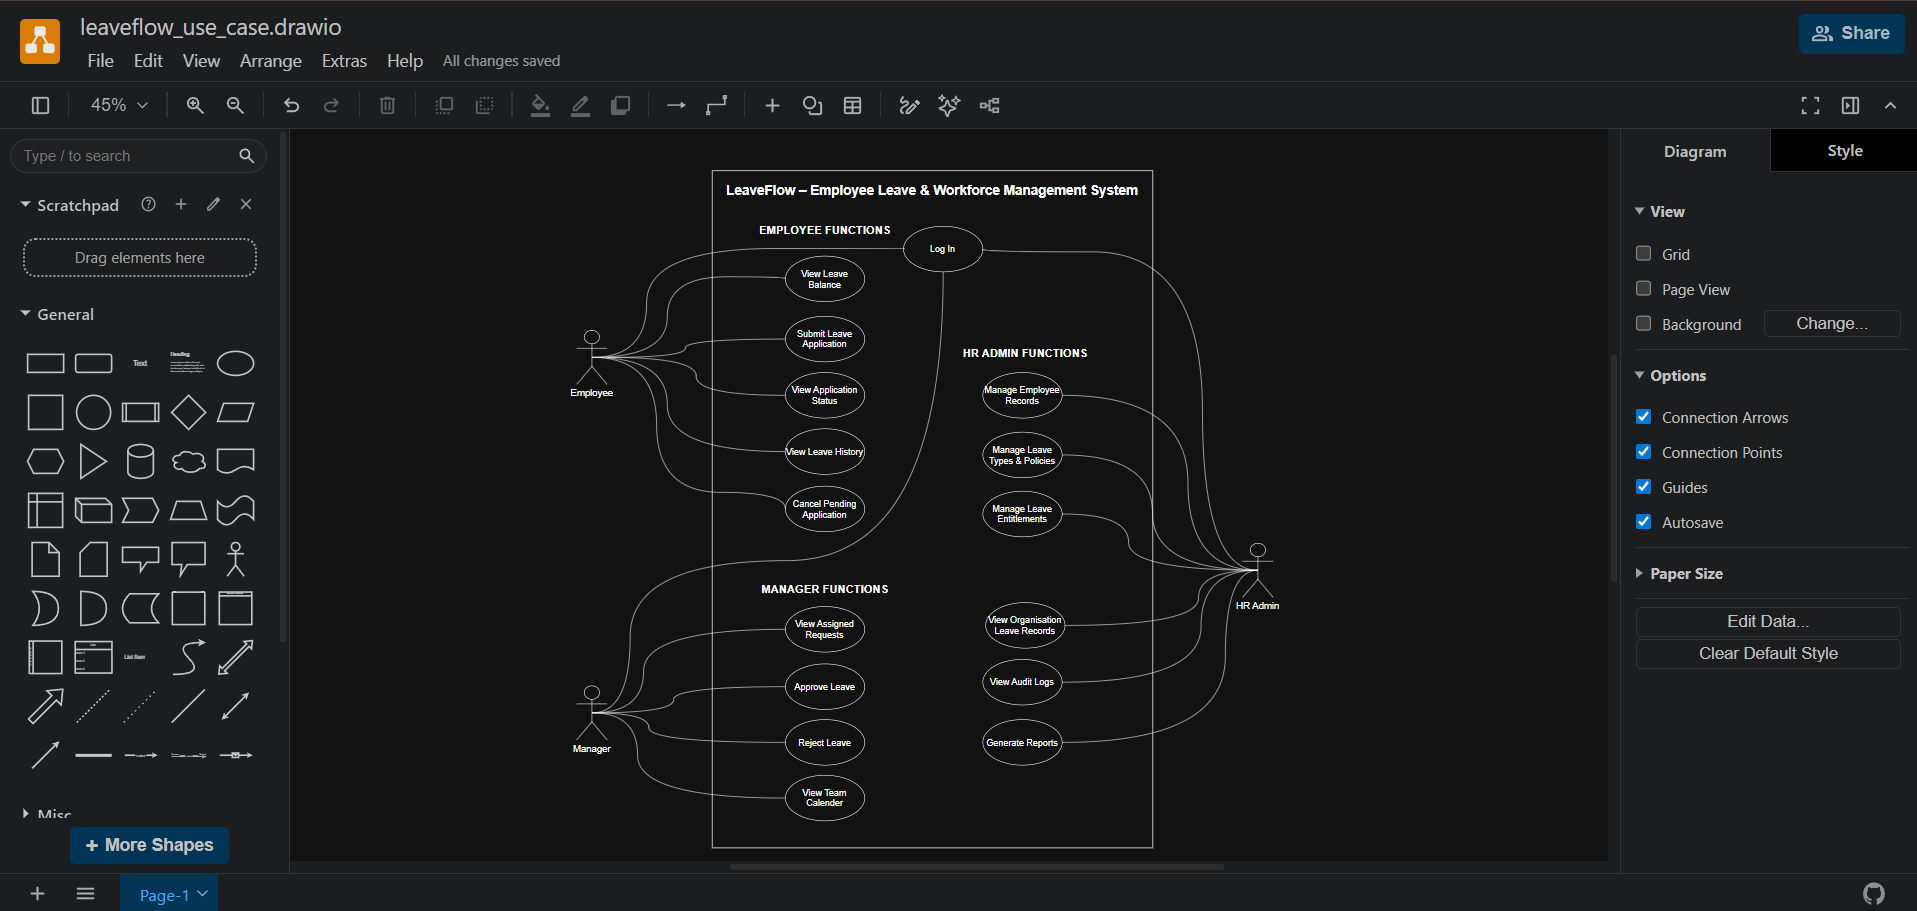 leaveflow_use_case.drawio
File Edit View Arrange Extras Help All changes saved
Share
45%
Type / to search
Scratchpad
Drag elements here
General
Text
Heading
List Item
Misc
+ More Shapes
Page-1
LeaveFlow – Employee Leave & Workforce Management System
EMPLOYEE FUNCTIONS
Log In
View Leave
Balance
Submit Leave
Application
View Application
Status
View Leave History
Cancel Pending
Application
Employee
HR ADMIN FUNCTIONS
Manage Employee
Records
Manage Leave
Types & Policies
Manage Leave
Entitlements
HR Admin
View Organisation
Leave Records
View Audit Logs
Generate Reports
MANAGER FUNCTIONS
View Assigned
Requests
Approve Leave
Reject Leave
View Team
Calender
Manager
Diagram
Style
View
Grid
Page View
Background
Change...
Options
Connection Arrows
Connection Points
Guides
Autosave
Paper Size
Edit Data...
Clear Default Style